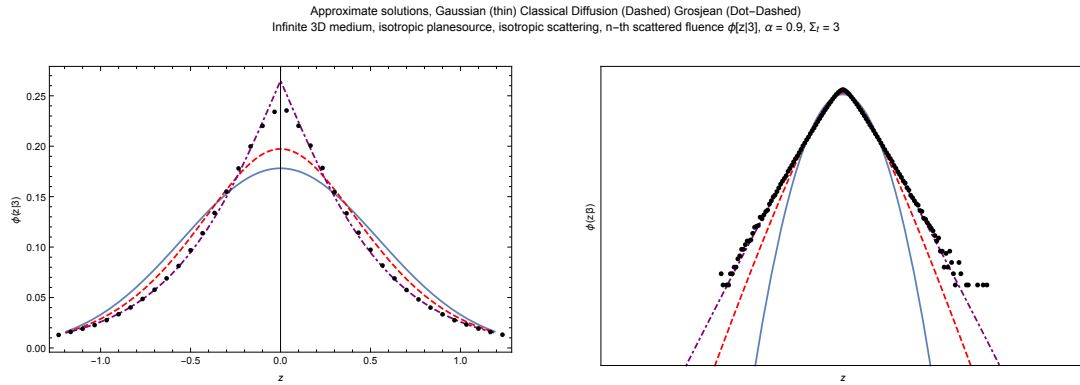 Approximate solutions, Gaussian (thin) Classical Diffusion (Dashed) Grosjean (Dot-Dashed)
Infinite 3D medium, isotropic planesource, isotropic scattering, n-th scattered fluence ϕ[z|3], α = 0.9, Σt = 3
0.25
0.20
0.15
0.10
0.05
0.00
ϕ(z|3)
-1.0
-0.5
0.0
0.5
1.0
z
ϕ(z|3)
z